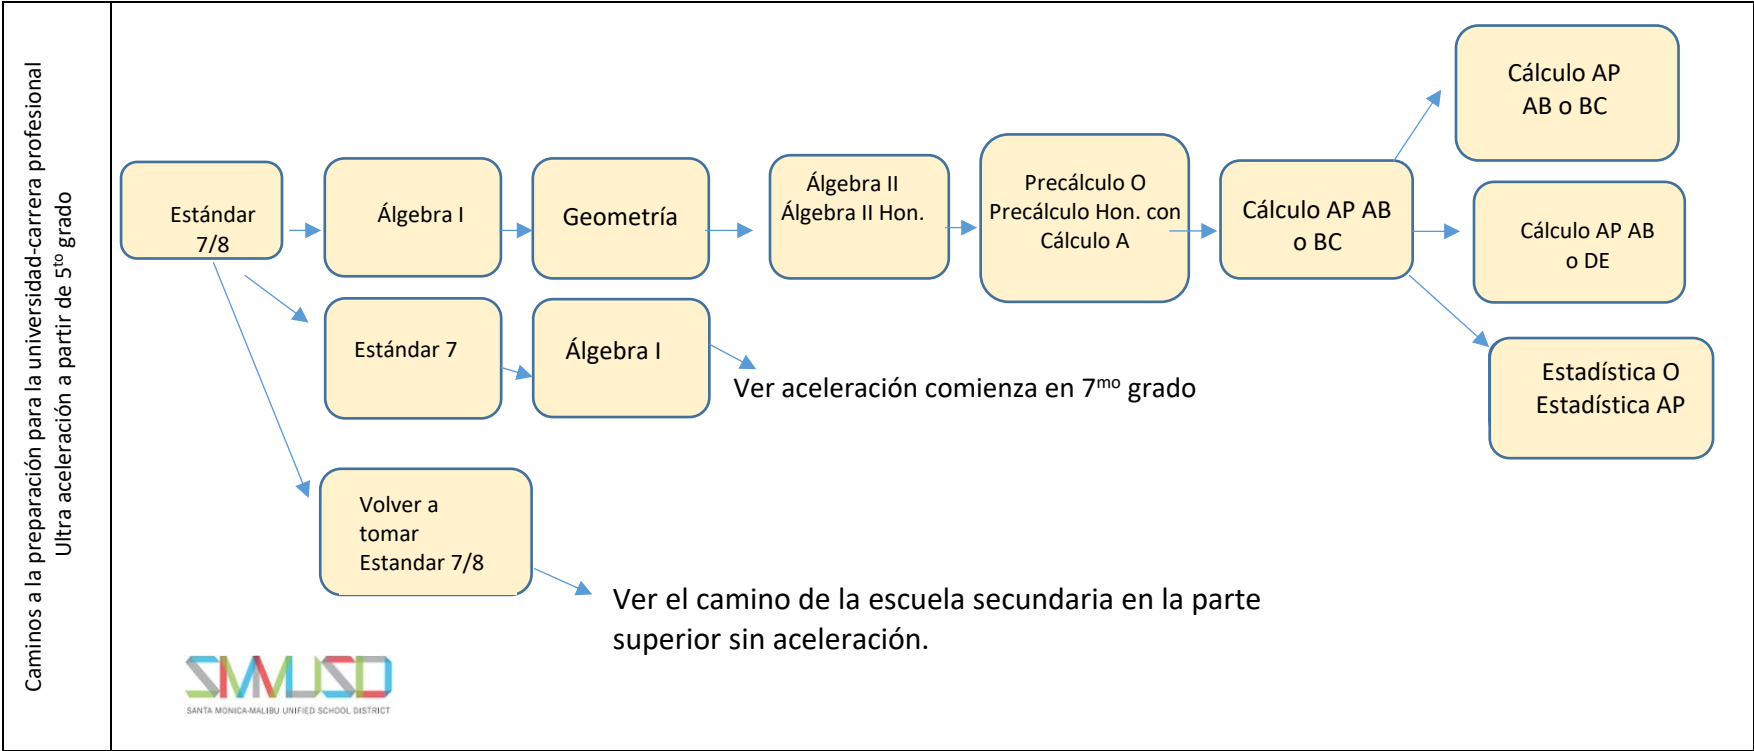 Caminos a la preparación para la universidad-carrera profesional
Ultra aceleración a partir de 5to grado
Estándar
7/8
Álgebra I
Geometría
Álgebra II
Álgebra II Hon.
Precálculo O
Precálculo Hon. con
Cálculo A
Cálculo AP AB
o BC
Cálculo AP
AB o BC
Cálculo AP AB
o DE
Estadística O
Estadística AP
Estándar 7
Álgebra I
Ver aceleración comienza en 7mo grado
Volver a
tomar
Estandar 7/8
Ver el camino de la escuela secundaria en la parte
superior sin aceleración.
SMMUSD
SANTA MONICA-MALIBU UNIFIED SCHOOL DISTRICT